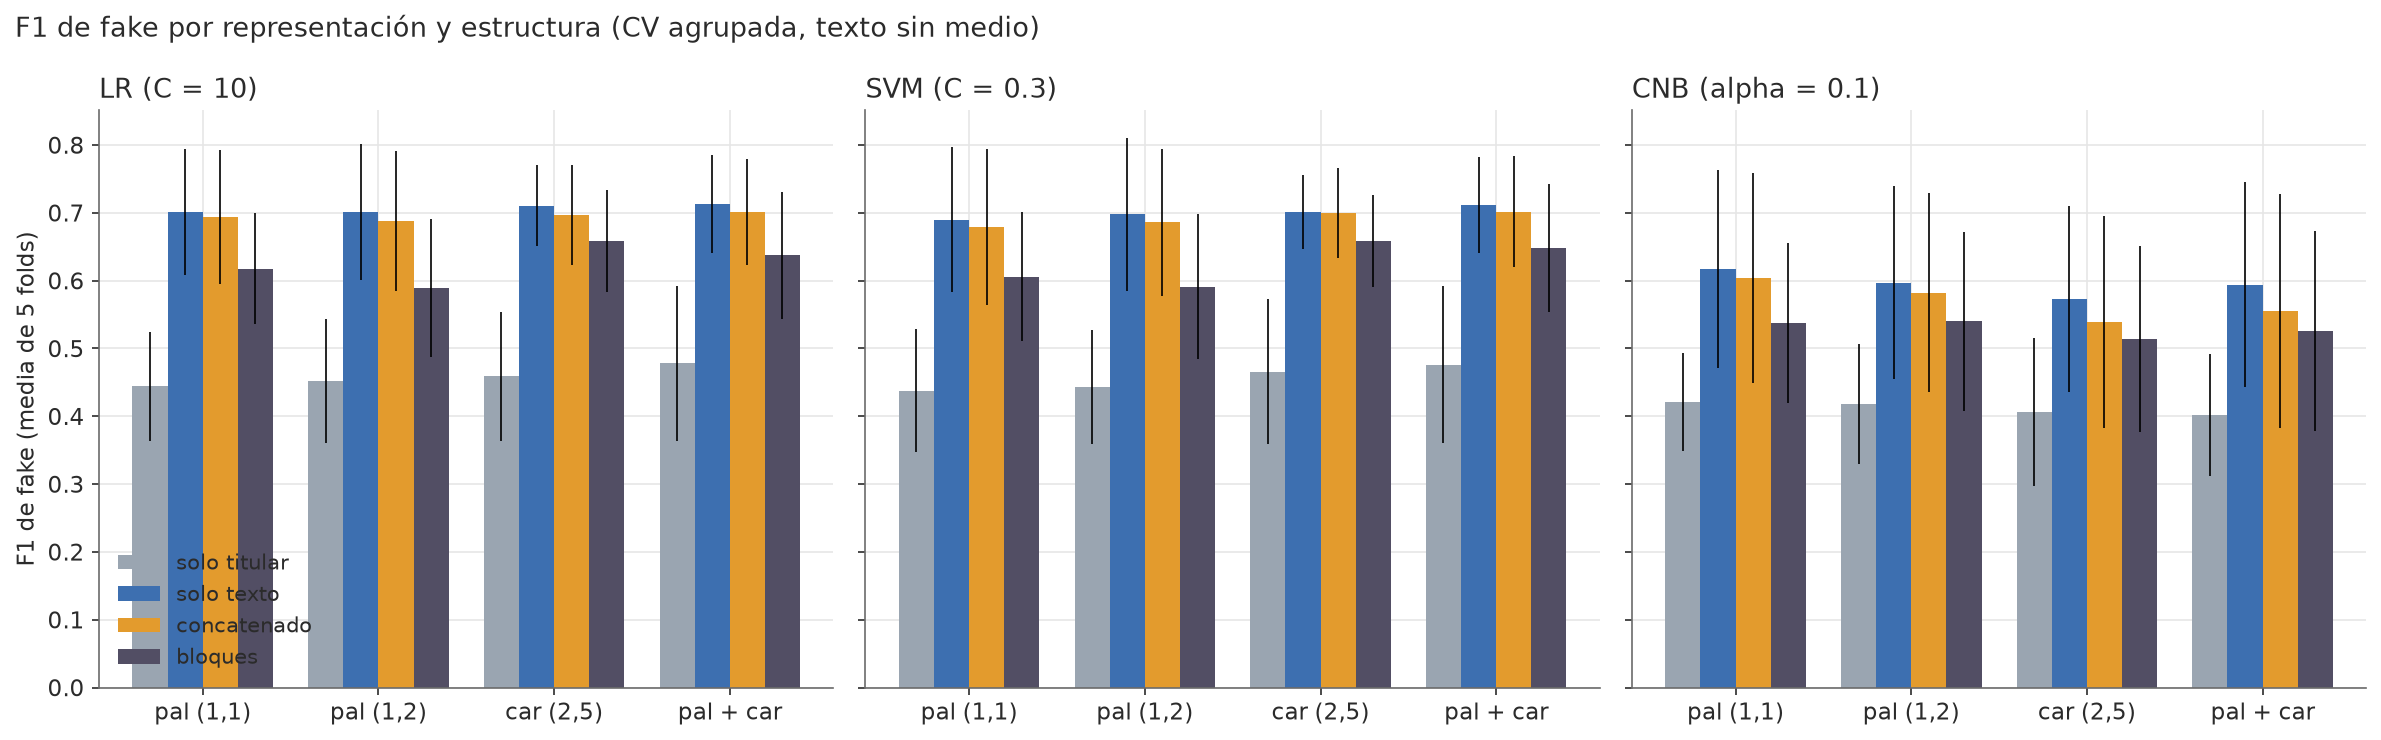 F1 de fake por representación y estructura (CV agrupada, texto sin medio)
LR (C = 10)
SVM (C = 0.3)
CNB (alpha = 0.1)
F1 de fake (media de 5 folds)
0.8
0.7
0.6
0.5
0.4
0.3
0.2
0.1
0.0
solo titular
solo texto
concatenado
bloques
pal (1,1)
pal (1,2)
car (2,5)
pal + car
pal (1,1)
pal (1,2)
car (2,5)
pal + car
pal (1,1)
pal (1,2)
car (2,5)
pal + car